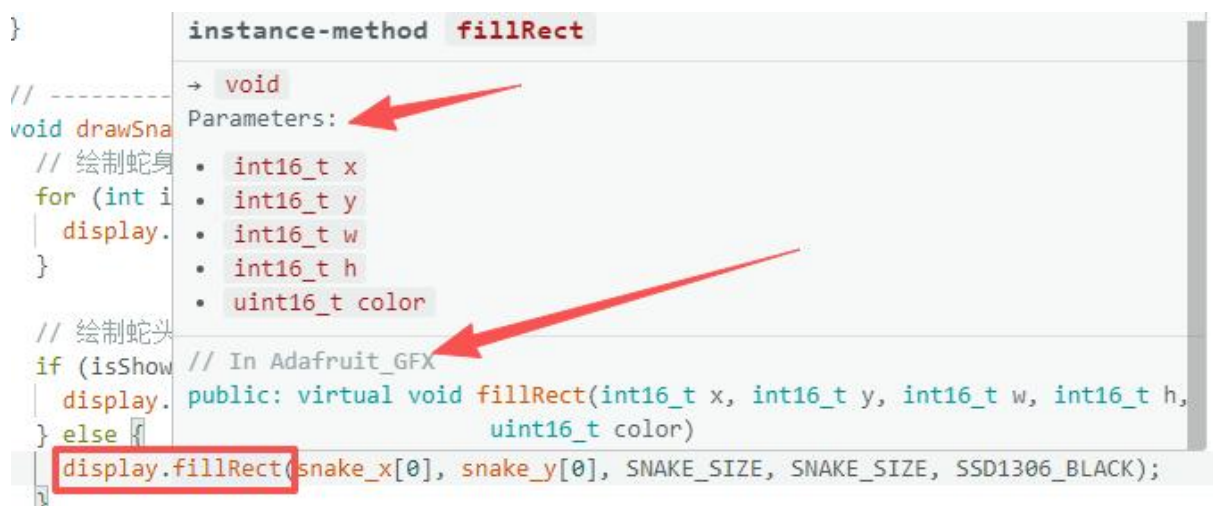 }
instance-method fillRect
→ void
// ---------
Parameters:
void drawSna
// 绘制蛇身
• int16_t x
for (int i
• int16_t y
display.
• int16_t w
}
• int16_t h
• uint16_t color
// 绘制蛇头
if (isShow
// In Adafruit_GFX
display.
public: virtual void fillRect(int16_t x, int16_t y, int16_t w, int16_t h,
} else {
uint16_t color)
display.fillRect(snake_x[0], snake_y[0], SNAKE_SIZE, SNAKE_SIZE, SSD1306_BLACK);
}